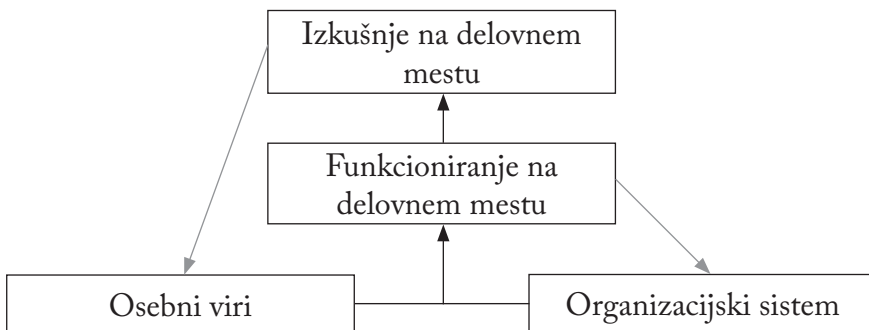 Izkušnje na delovnem
mestu
Funkcioniranje na
delovnem mestu
Osebni viri
Organizacijski sistem